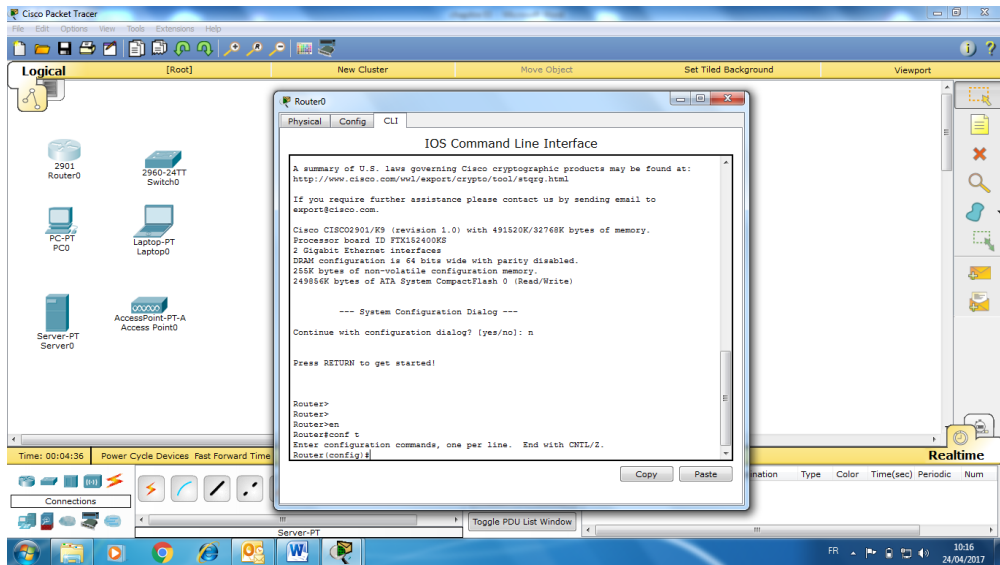 Cisco Packet Tracer
File Edit Options View Tools Extensions Help
Logical
[Root]
New Cluster
Move Object
Set Tiled Background
Viewport
2901
Router0
2960-24TT
Switch0
PC-PT
PC0
Laptop-PT
Laptop0
Server-PT
Server0
AccessPoint-PT-A
Access Point0
Router0
Physical Config CLI
IOS Command Line Interface
A summary of U.S. laws governing Cisco cryptographic products may be found at:
http://www.cisco.com/wwl/export/crypto/tool/stqrg.html
If you require further assistance please contact us by sending email to
export@cisco.com.
Cisco CISCO2901/K9 (revision 1.0) with 491520K/32768K bytes of memory.
Processor board ID FTX152400KS
2 Gigabit Ethernet interfaces
DRAM configuration is 64 bits wide with parity disabled.
255K bytes of non-volatile configuration memory.
249856K bytes of ATA System CompactFlash 0 (Read/Write)
--- System Configuration Dialog ---
Continue with configuration dialog? [yes/no]: n
Press RETURN to get started!
Router>
Router>
Router>en
Router#conf t
Enter configuration commands, one per line. End with CNTL/Z.
Router(config)#
Copy
Paste
Time: 00:04:36
Power Cycle Devices Fast Forward Time
Realtime
Connections
Server-PT
Toggle PDU List Window
ination Type Color Time(sec) Periodic Num
FR
10:16
24/04/2017